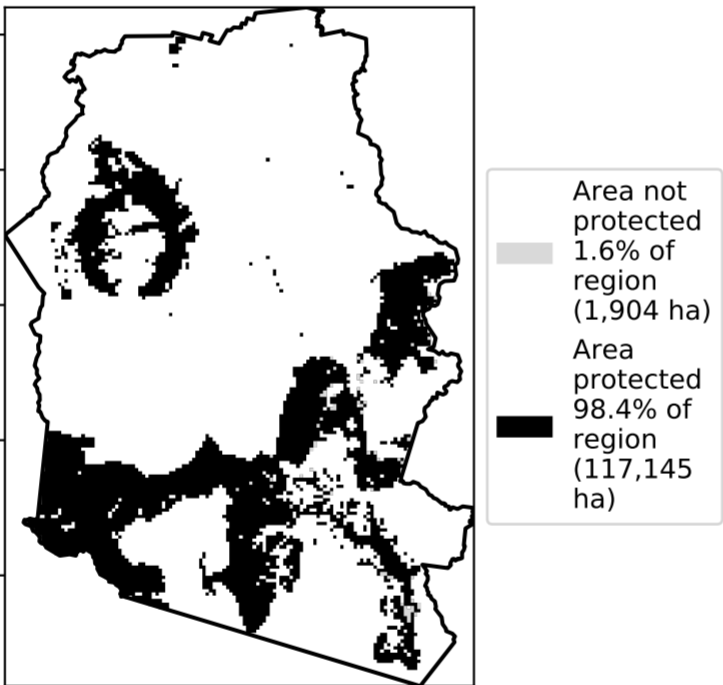 Area not
protected
1.6% of
region
(1,904 ha)
Area
protected
98.4% of
region
(117,145
ha)